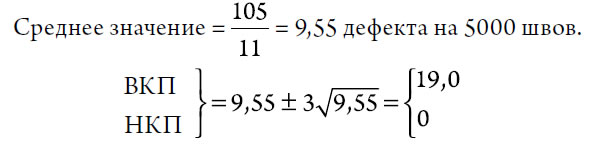 Среднее значение = 105/11 = 9,55 дефекта на 5000 швов.
ВКП
НКП } = 9,55 ± 3√9,55 = { 19,0
0